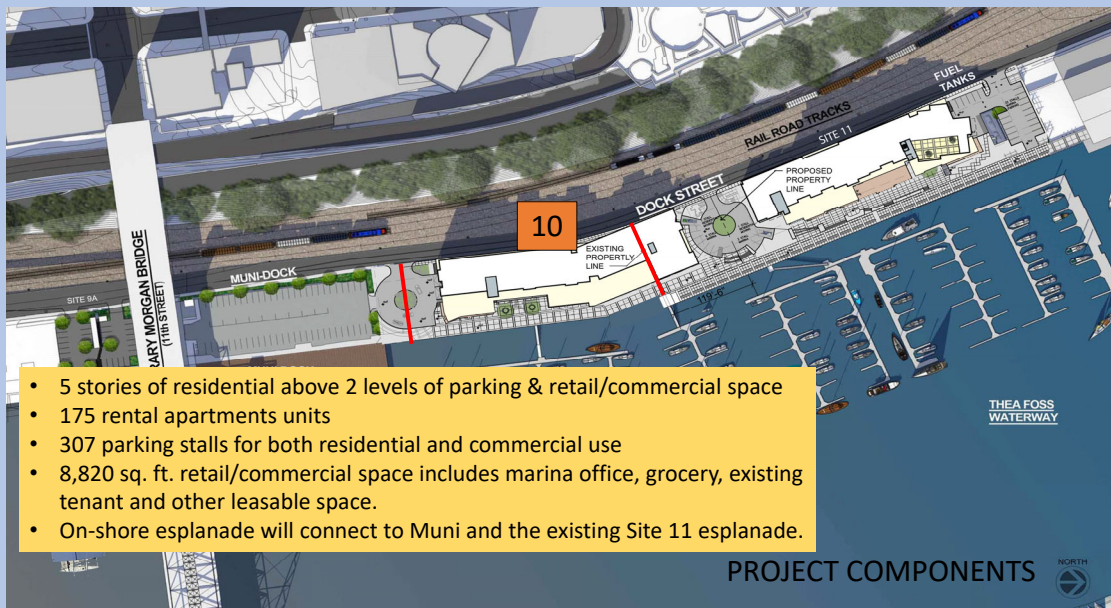 FUEL
TANKS
RAIL ROAD TRACKS
SITE 11
PROPOSED
PROPERTY
LINE
DOCK STREET
10
EXISTING
PROPERTLY
LINE
MUNI-DOCK
SITE 9A
RARY MORGAN BRIDGE
(11th STREET)
119'-6"
THEA FOSS
WATERWAY
• 5 stories of residential above 2 levels of parking & retail/commercial space
• 175 rental apartments units
• 307 parking stalls for both residential and commercial use
• 8,820 sq. ft. retail/commercial space includes marina office, grocery, existing
tenant and other leasable space.
• On-shore esplanade will connect to Muni and the existing Site 11 esplanade.
PROJECT COMPONENTS
NORTH